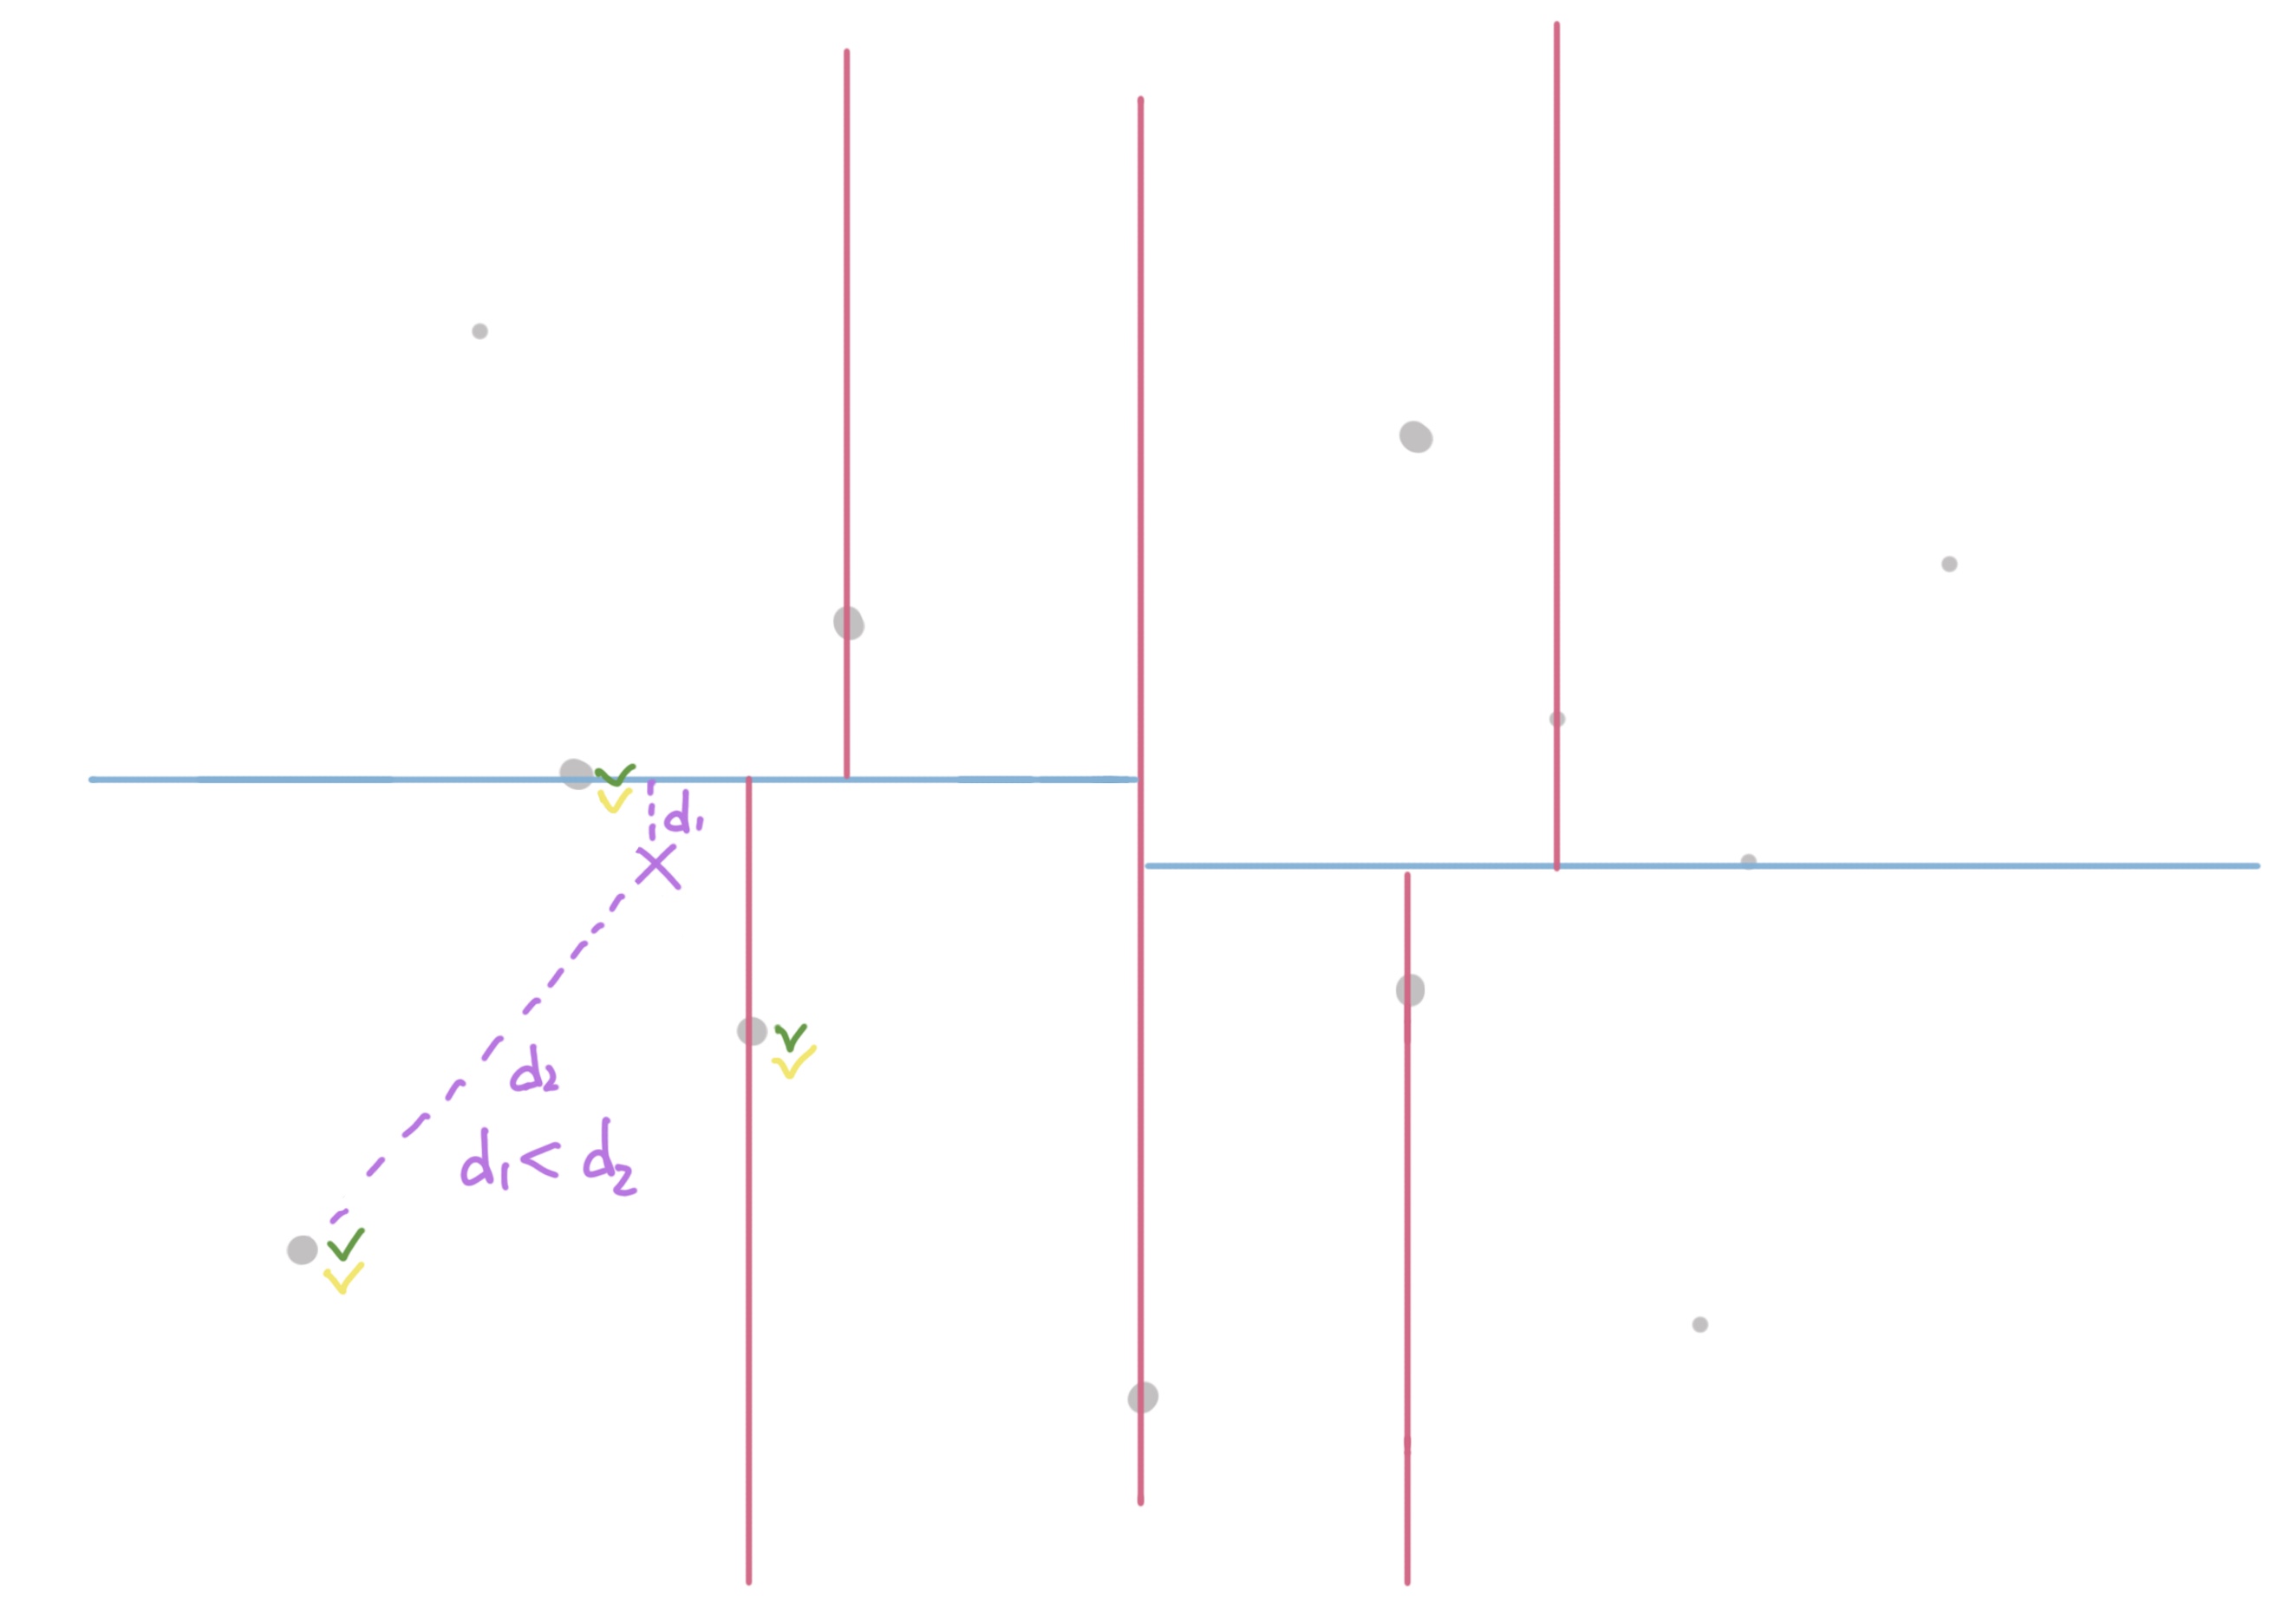 d₁
d₂
d₁ < d₂